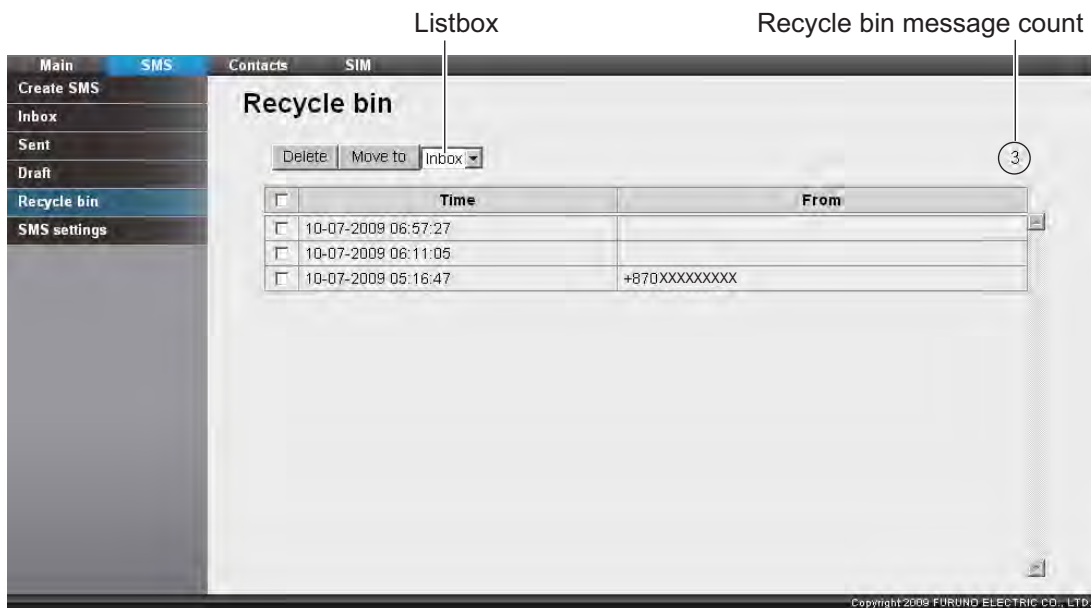 Listbox Recycle bin message count
Main SMS Contacts SIM
Create SMS
Inbox
Sent
Draft
Recycle bin
SMS settings
Recycle bin
Delete Move to Inbox 3
Time From
10-07-2009 06:57:27
10-07-2009 06:11:05
10-07-2009 05:16:47 +870XXXXXXXXX
Copyright 2009 FURUNO ELECTRIC CO., LTD.